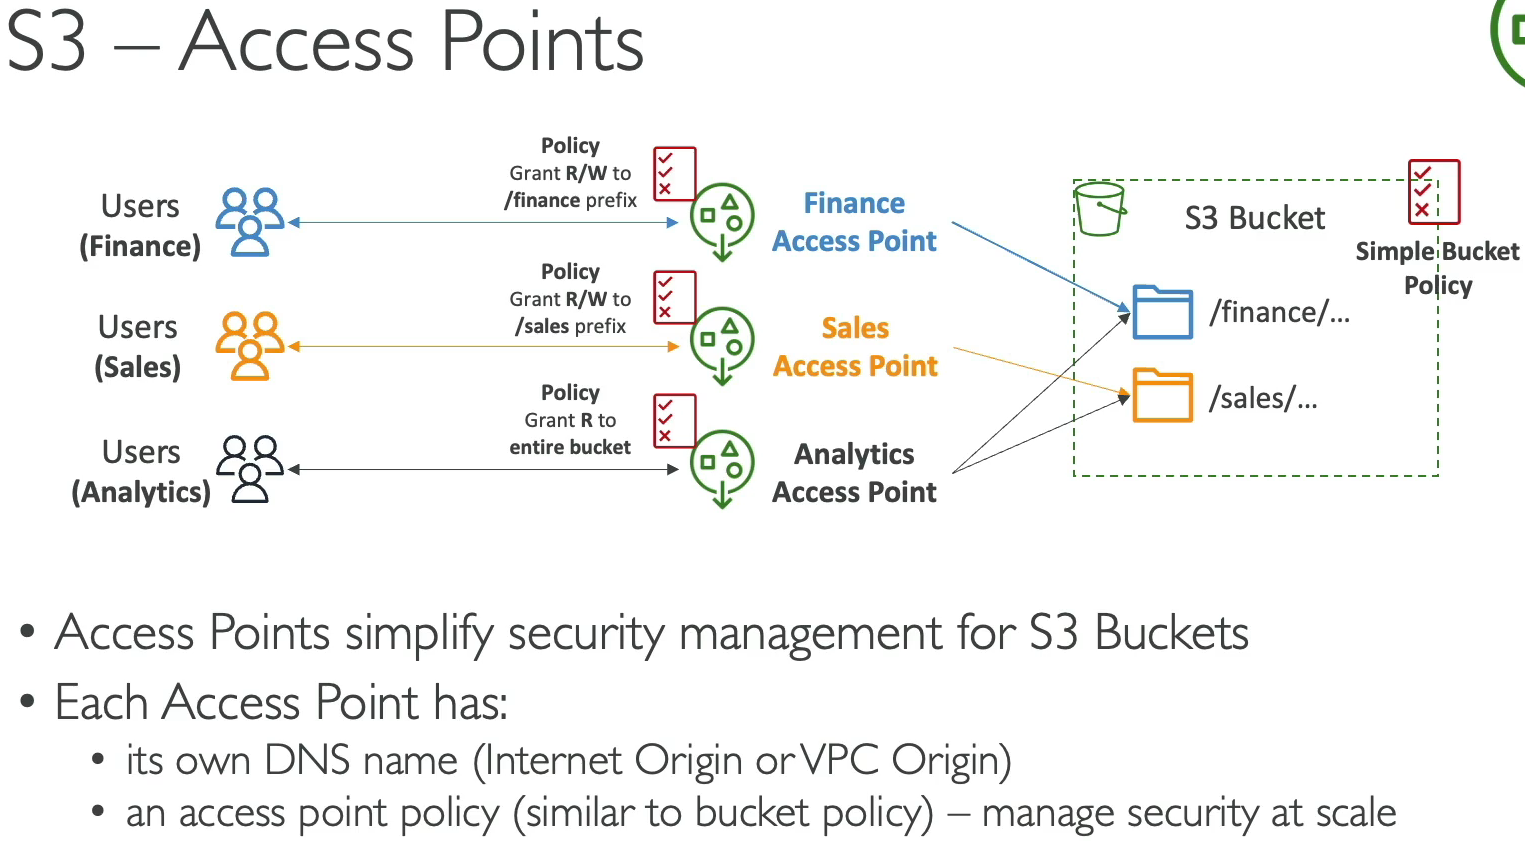 S3 – Access Points
Policy
Grant R/W to
/finance prefix
Users
(Finance)
Finance
Access Point
S3 Bucket
Simple Bucket
Policy
Policy
Grant R/W to
/sales prefix
Users
(Sales)
Sales
Access Point
/finance/...
/sales/...
Policy
Grant R to
entire bucket
Users
(Analytics)
Analytics
Access Point
• Access Points simplify security management for S3 Buckets
• Each Access Point has:
• its own DNS name (Internet Origin or VPC Origin)
• an access point policy (similar to bucket policy) – manage security at scale